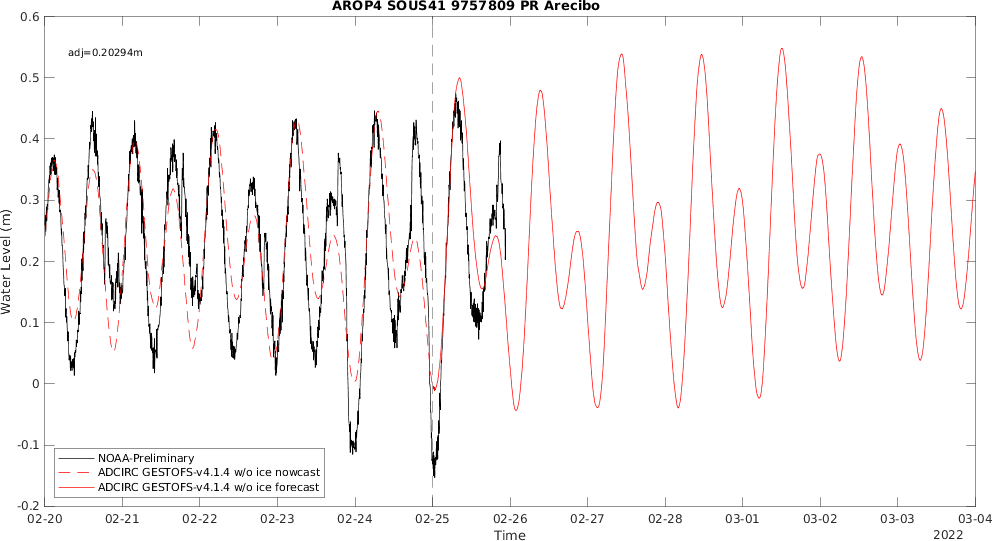 AROP4 SOUS41 9757809 PR Arecibo
adj=0.20294m
0.6
0.5
0.4
0.3
0.2
0.1
0
-0.1
-0.2
Water Level (m)
NOAA-Preliminary
ADCIRC GESTOFS-v4.1.4 w/o ice nowcast
ADCIRC GESTOFS-v4.1.4 w/o ice forecast
02-20 02-21 02-22 02-23 02-24 02-25 02-26 02-27 02-28 03-01 03-02 03-03 03-04
Time
2022